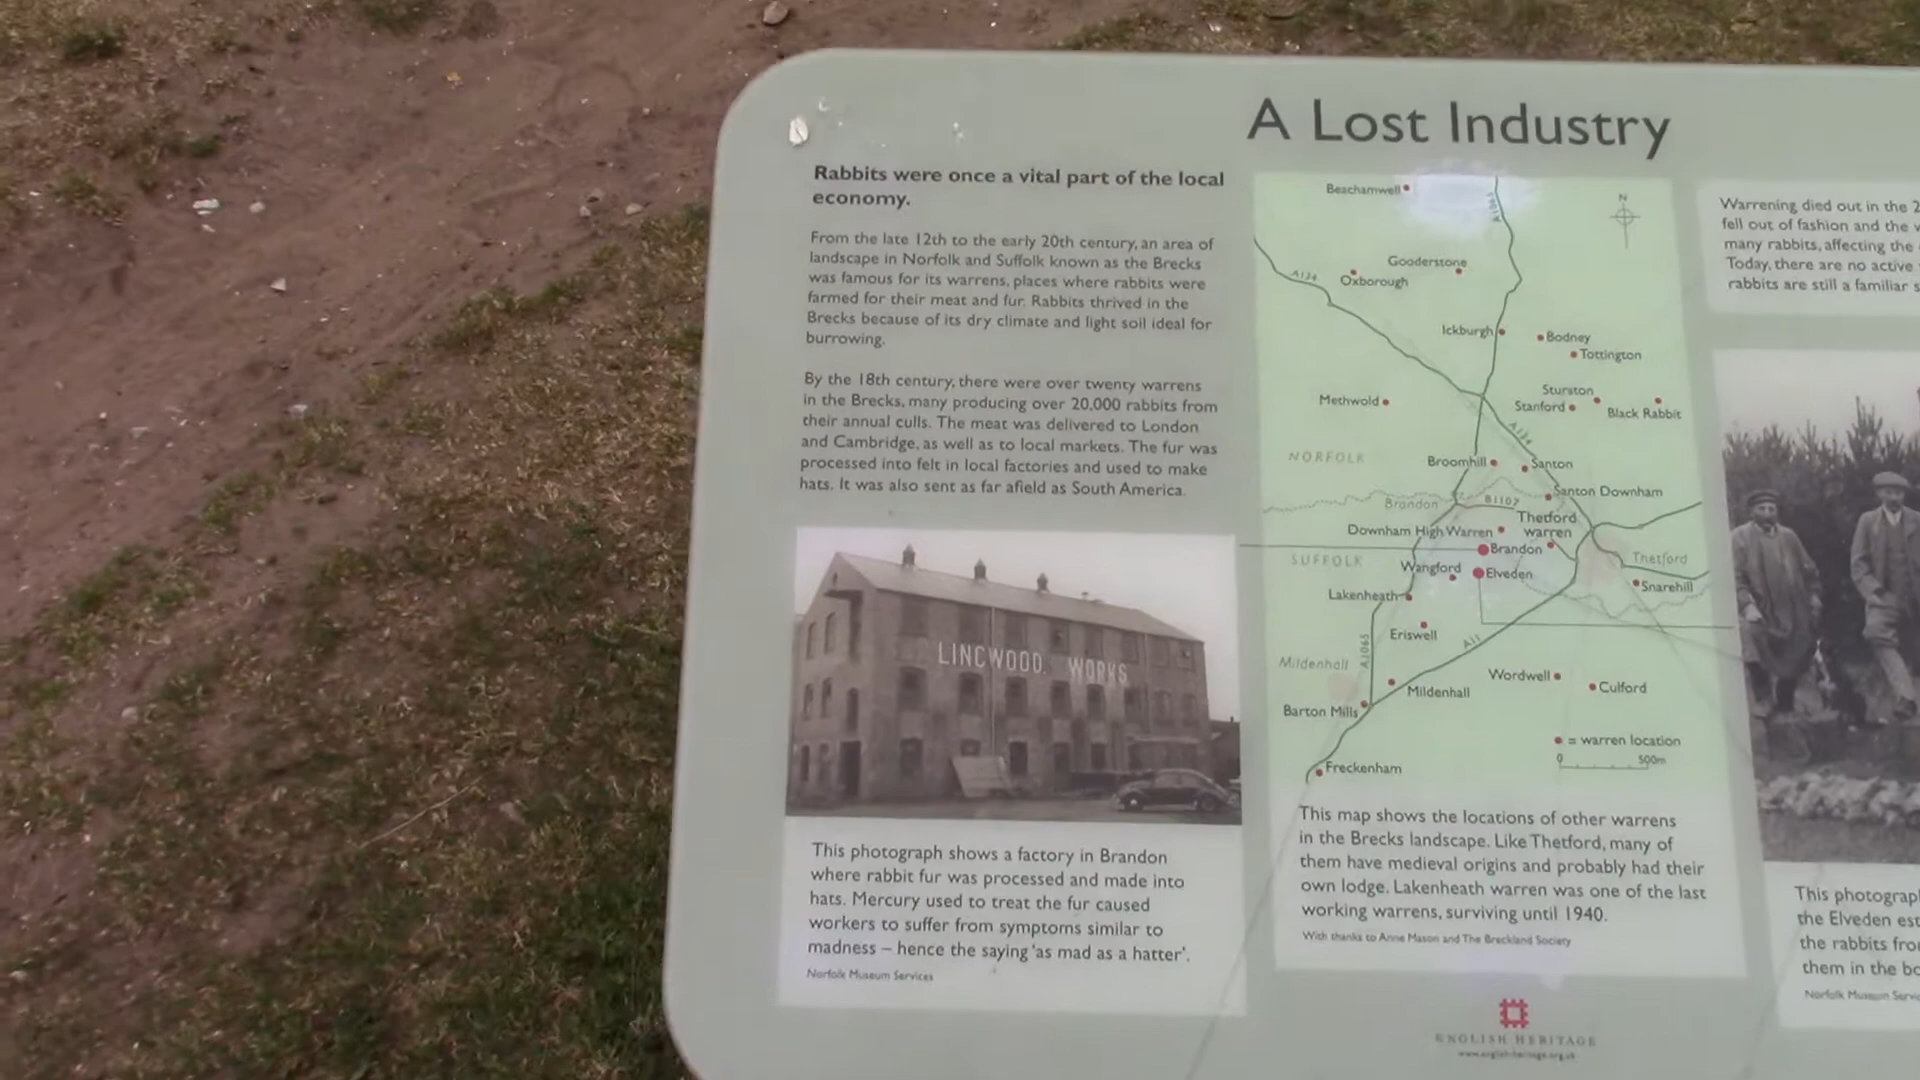 A Lost Industry
Rabbits were once a vital part of the local
economy.
From the late 12th to the early 20th century, an area of
landscape in Norfolk and Suffolk known as the Brecks
was famous for its warrens, places where rabbits were
farmed for their meat and fur. Rabbits thrived in the
Brecks because of its dry climate and light soil ideal for
burrowing.
By the 18th century, there were over twenty warrens
in the Brecks, many producing over 20,000 rabbits from
their annual culls. The meat was delivered to London
and Cambridge, as well as to local markets. The fur was
processed into felt in local factories and used to make
hats. It was also sent as far afield as South America.
LINGWOOD WORKS
This photograph shows a factory in Brandon
where rabbit fur was processed and made into
hats. Mercury used to treat the fur caused
workers to suffer from symptoms similar to
madness – hence the saying 'as mad as a hatter'.
Norfolk Museum Services
Beachamwell
A1065
N
Gooderstone
A134
Oxborough
Ickburgh
Bodney
Tottington
Sturston
Methwold
Stanford
Black Rabbit
A134
NORFOLK
Broomhill
Santon
Santon Downham
Brandon
B1107
Thetford
warren
Downham High Warren
Brandon
SUFFOLK
Thetford
Wangford
Elveden
Snarehill
Lakenheath
Eriswell
A11
A1065
Mildenhall
Wordwell
Culford
Mildenhall
Barton Mills
= warren location
0 500m
Freckenham
This map shows the locations of other warrens
in the Brecks landscape. Like Thetford, many of
them have medieval origins and probably had their
own lodge. Lakenheath warren was one of the last
working warrens, surviving until 1940.
With thanks to Anne Mason and The Breckland Society
ENGLISH HERITAGE
www.english-heritage.org.uk
Warrening died out in the 2
fell out of fashion and the
many rabbits, affecting the
Today, there are no active
rabbits are still a familiar s
This photograph
the Elveden est
the rabbits from
them in the bo
Norfolk Museum Servic